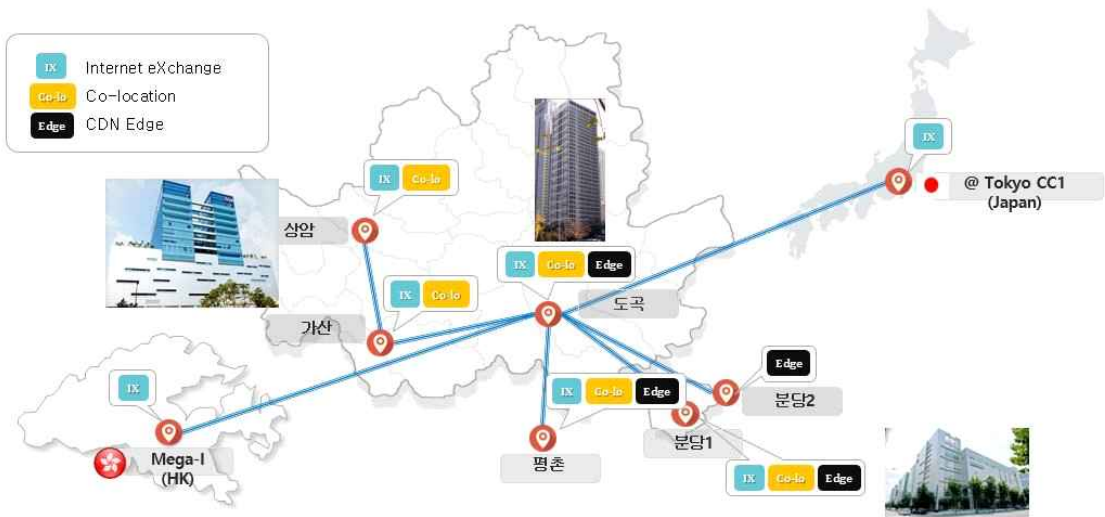 IX Internet eXchange
Co-lo Co-location
Edge CDN Edge
IX
@ Tokyo CC1
(Japan)
IX Co-lo
상암
IX Co-lo Edge
도곡
IX Co-lo
가산
Edge
분당2
IX
Mega-I
(HK)
IX Co-lo Edge
평촌
분당1
IX Co-lo Edge